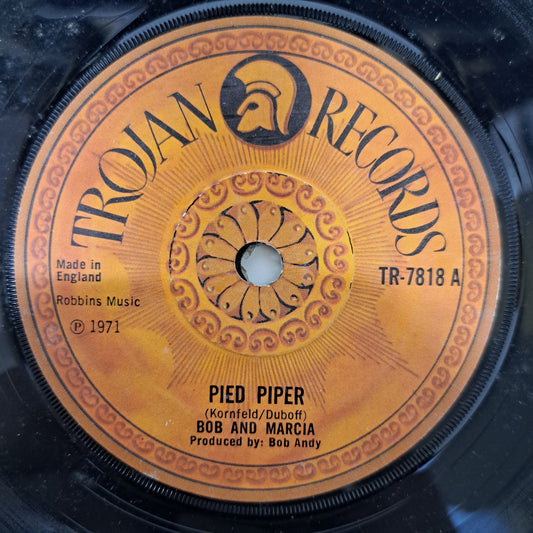 TROJAN RECORDS
Made in
England
Robbins Music
℗ 1971
TR-7818 A
PIED PIPER
(Kornfeld/Duboff)
BOB AND MARCIA
Produced by: Bob Andy